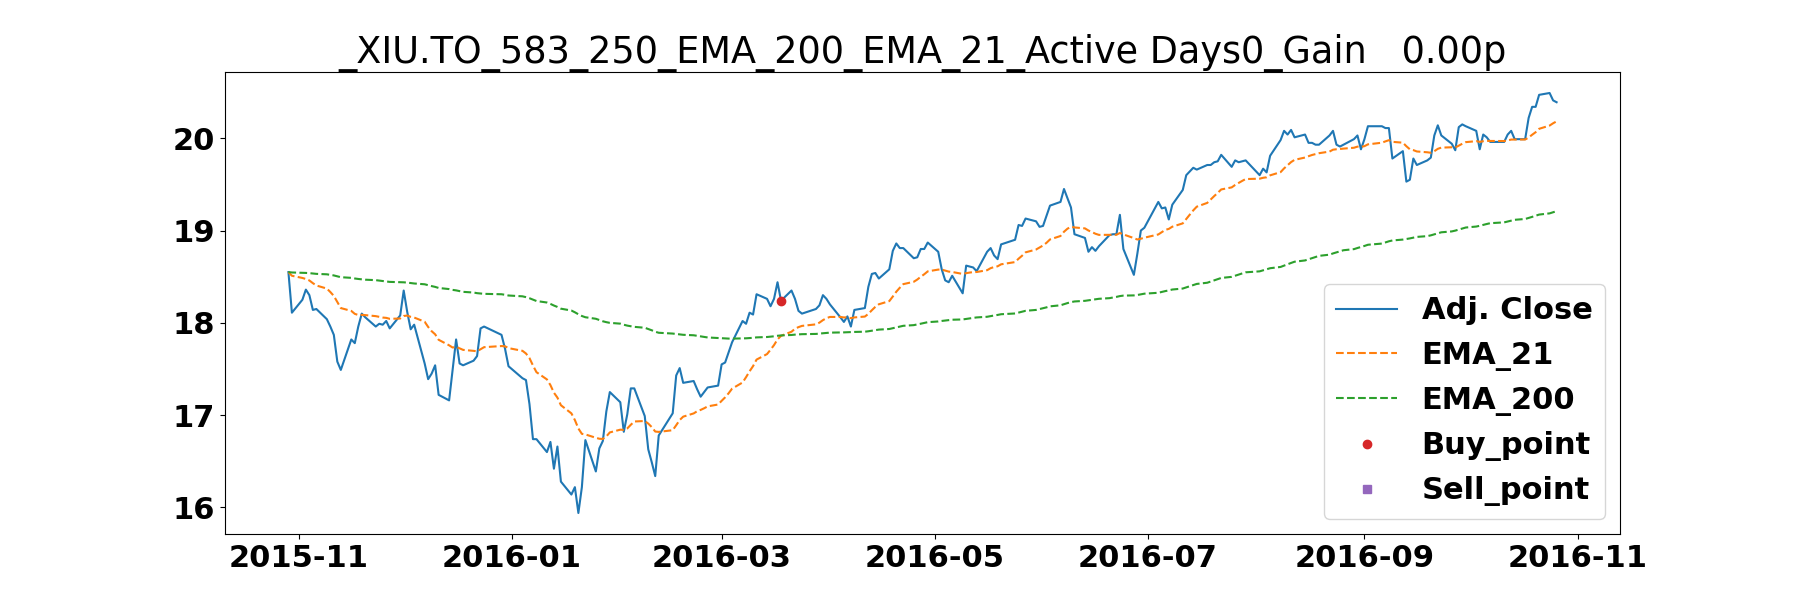 _XIU.TO_583_250_EMA_200_EMA_21_Active Days0_Gain   0.00p
20
19
18
17
16
2015-11 2016-01 2016-03 2016-05 2016-07 2016-09 2016-11
Adj. Close
EMA_21
EMA_200
Buy_point
Sell_point